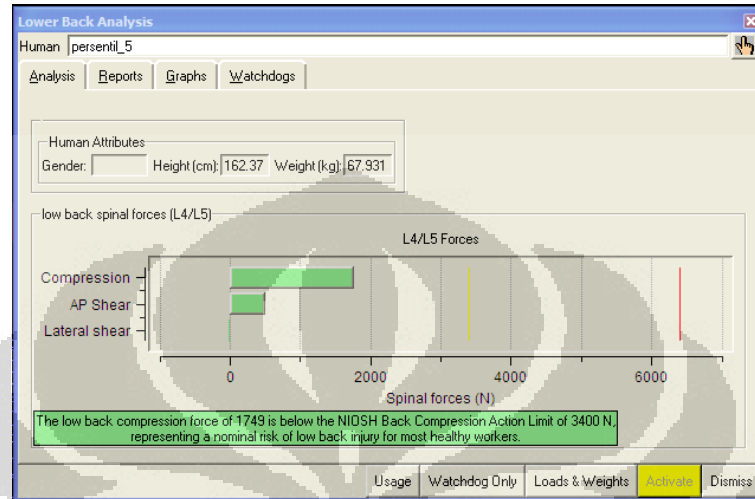 Lower Back Analysis
Human persentil_5
Analysis Reports Graphs Watchdogs
Human Attributes
Gender: Height (cm): 162.37 Weight (kg): 67.931
low back spinal forces (L4/L5)
L4/L5 Forces
Compression
AP Shear
Lateral shear
0 2000 4000 6000
Spinal forces (N)
The low back compression force of 1749 is below the NIOSH Back Compression Action Limit of 3400 N,
representing a nominal risk of low back injury for most healthy workers.
Usage Watchdog Only Loads & Weights Activate Dismiss